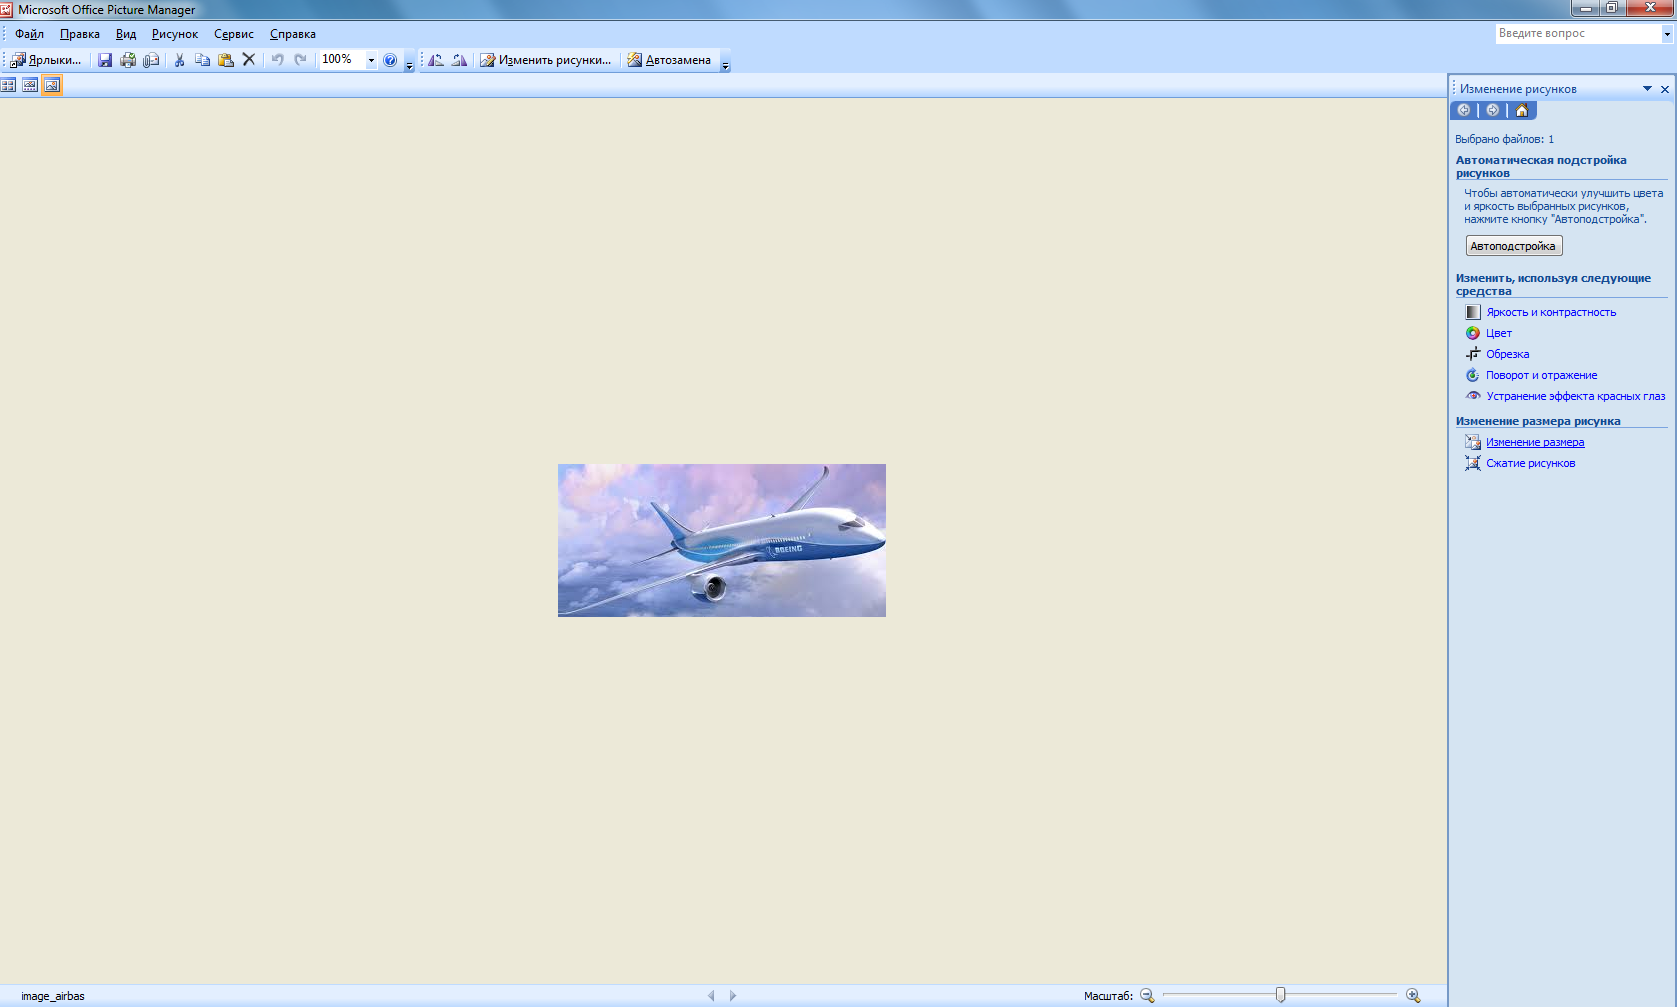 Microsoft Office Picture Manager
Файл Правка Вид Рисунок Сервис Справка
Введите вопрос
Ярлыки... 100% Изменить рисунки... Автозамена
Изменение рисунков
Выбрано файлов: 1
Автоматическая подстройка
рисунков
Чтобы автоматически улучшить цвета
и яркость выбранных рисунков,
нажмите кнопку "Автоподстройка".
Автоподстройка
Изменить, используя следующие
средства
Яркость и контрастность
Цвет
Обрезка
Поворот и отражение
Устранение эффекта красных глаз
Изменение размера рисунка
Изменение размера
Сжатие рисунков
BOEING
image_airbas
Масштаб: